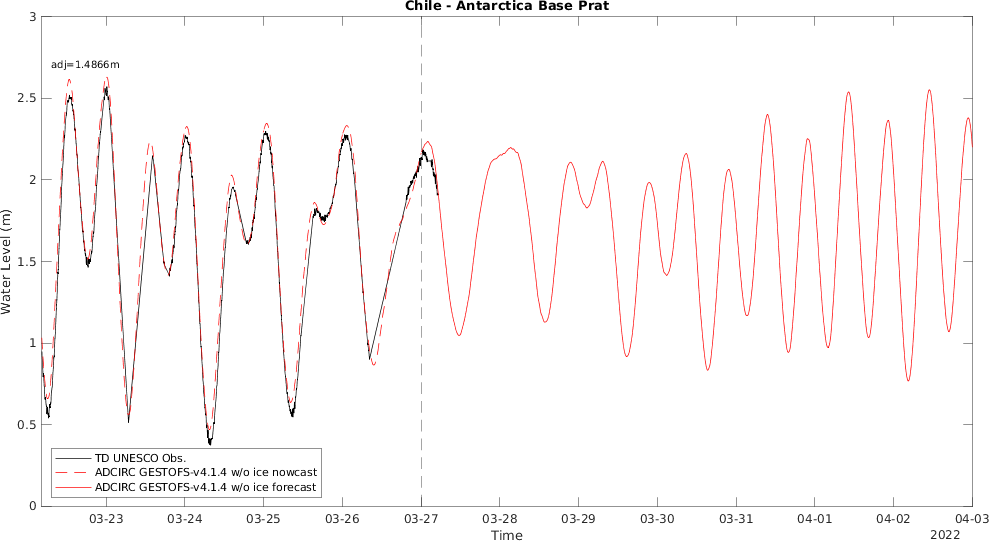 Chile - Antarctica Base Prat
adj=1.4866m
3
2.5
2
1.5
1
0.5
0
Water Level (m)
TD UNESCO Obs.
ADCIRC GESTOFS-v4.1.4 w/o ice nowcast
ADCIRC GESTOFS-v4.1.4 w/o ice forecast
03-23 03-24 03-25 03-26 03-27 03-28 03-29 03-30 03-31 04-01 04-02 04-03
Time
2022